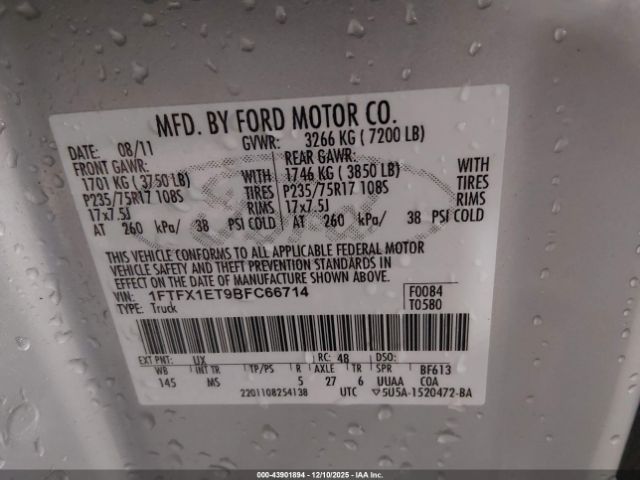 MFD. BY FORD MOTOR CO.
DATE: 08/11 GVWR: 3266 KG ( 7200 LB)
FRONT GAWR: REAR GAWR:
1701 KG ( 3750 LB) WITH 1746 KG ( 3850 LB) WITH
P235/75R17 108S TIRES P235/75R17 108S TIRES
17x7.5J RIMS 17x7.5J RIMS
AT 260 kPa/ 38 PSI COLD AT 260 kPa/ 38 PSI COLD
Ford
THIS VEHICLE CONFORMS TO ALL APPLICABLE FEDERAL MOTOR
VEHICLE SAFETY AND THEFT PREVENTION STANDARDS IN
EFFECT ON THE DATE OF MANUFACTURE SHOWN ABOVE.
VIN: 1FTFX1ET9BFC66714 F0084
TYPE: Truck T0580
EXT PNT: UX RC: 48 DSO:
WB INT TR TP/PS R AXLE TR SPR BF613
145 MS 5 27 6 UUAA COA
2201108254138 UTC ▽5U5A-1520472-BA
000-43901894 - 12/10/2025 - IAA Inc.